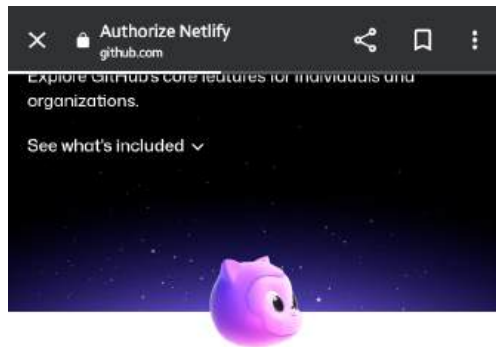 Authorize Netlify
github.com
Explore GitHub's core features for individuals and
organizations.
See what's included